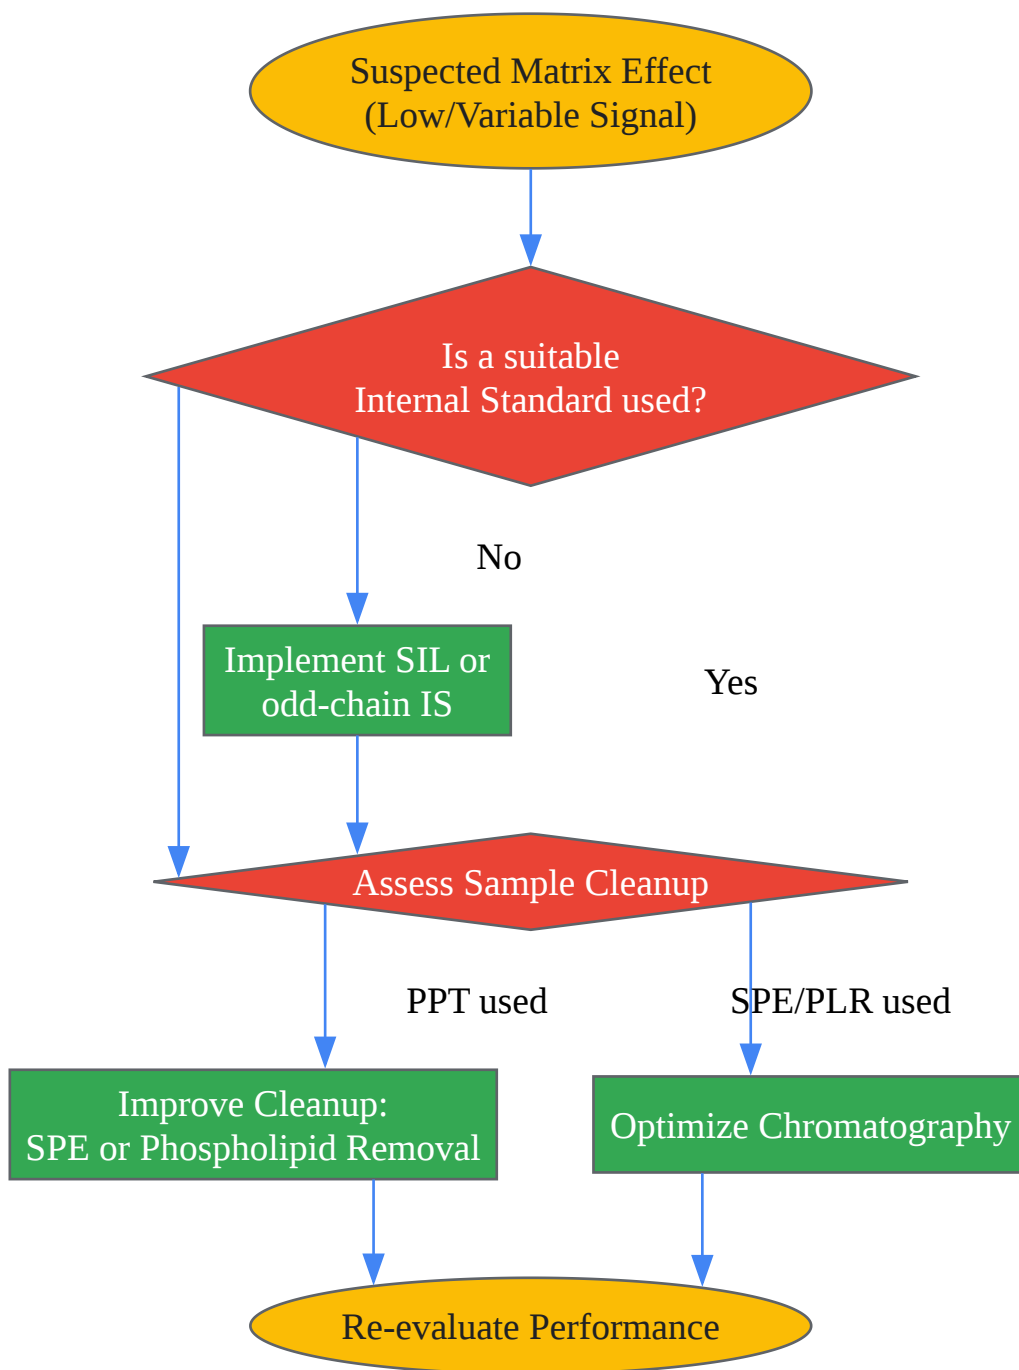 Suspected Matrix Effect
(Low/Variable Signal)
Is a suitable
Internal Standard used?
No
Implement SIL or
odd-chain IS
Yes
Assess Sample Cleanup
PPT used
SPE/PLR used
Improve Cleanup:
SPE or Phospholipid Removal
Optimize Chromatography
Re-evaluate Performance